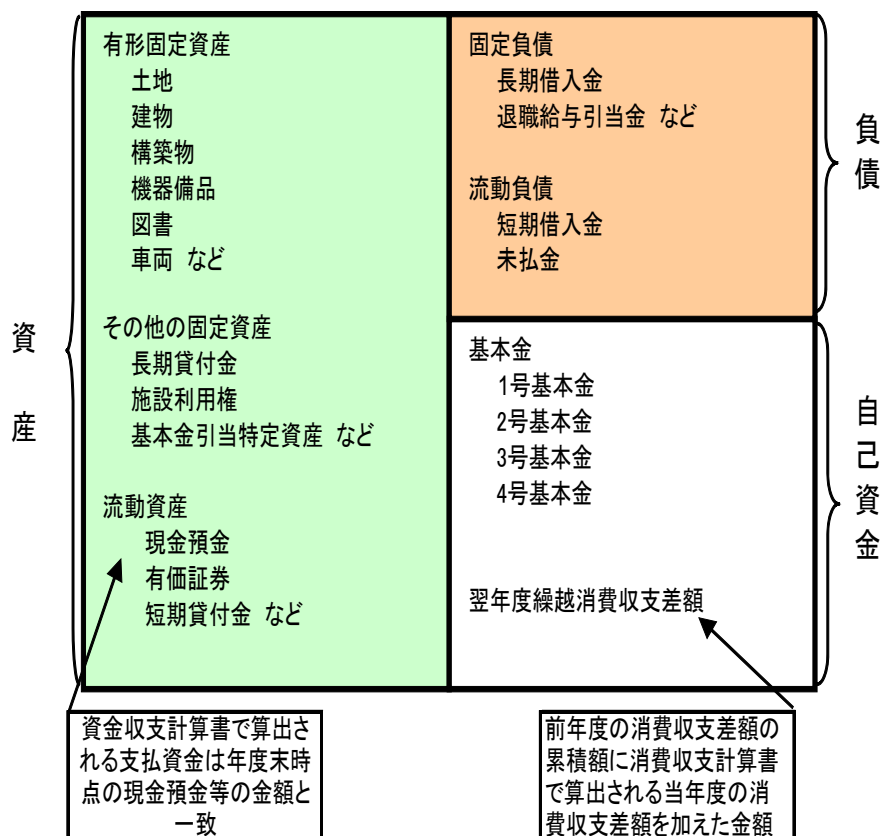 資
産
有形固定資産
土地
建物
構築物
機器備品
図書
車両 など
その他の固定資産
長期貸付金
施設利用権
基本金引当特定資産 など
流動資産
現金預金
有価証券
短期貸付金 など
固定負債
長期借入金
退職給与引当金 など
流動負債
短期借入金
未払金
負
債
基本金
1号基本金
2号基本金
3号基本金
4号基本金
翌年度繰越消費収支差額
自
己
資
金
資金収支計算書で算出さ
れる支払資金は年度末時
点の現金預金等の金額と
一致
前年度の消費収支差額の
累積額に消費収支計算書
で算出される当年度の消
費収支差額を加えた金額